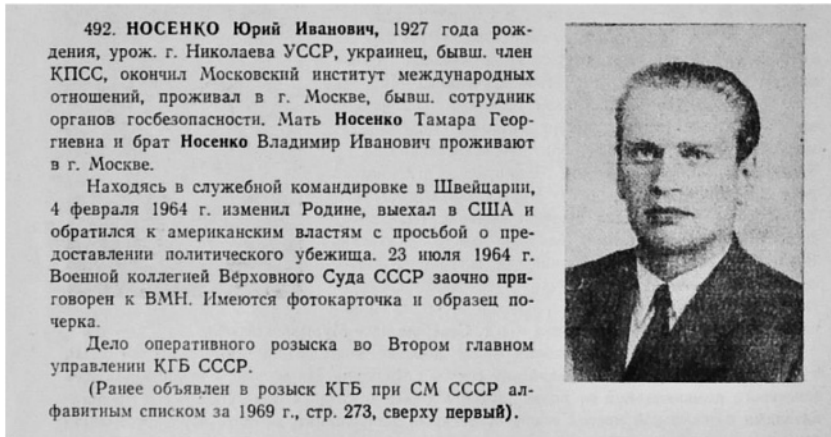 492. НОСЕНКО Юрий Иванович, 1927 года рож-
дения, урож. г. Николаева УССР, украинец, бывш. член
КПСС, окончил Московский институт международных
отношений, проживал в г. Москве, бывш. сотрудник
органов госбезопасности. Мать Носенко Тамара Геор-
гиевна и брат Носенко Владимир Иванович проживают
в г. Москве.
Находясь в служебной командировке в Швейцарии,
4 февраля 1964 г. изменил Родине, выехал в США и
обратился к американским властям с просьбой о пре-
доставлении политического убежища. 23 июля 1964 г.
Военной коллегией Верховного Суда СССР заочно при-
говорен к ВМН. Имеются фотокарточка и образец по-
черка.
Дело оперативного розыска во Втором главном
управлении КГБ СССР.
(Ранее объявлен в розыск КГБ при СМ СССР ал-
фавитным списком за 1969 г., стр. 273, сверху первый).